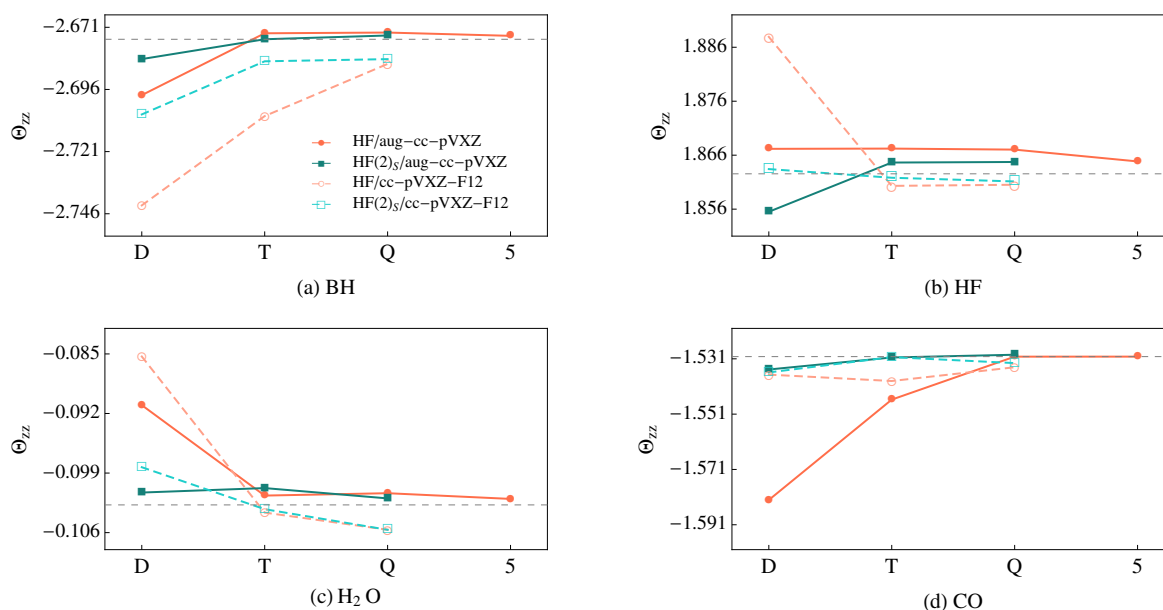 −2.671
−2.696
−2.721
−2.746
Θzz
HF/aug−cc−pVXZ
HF(2)S/aug−cc−pVXZ
HF/cc−pVXZ−F12
HF(2)S/cc−pVXZ−F12
D T Q 5
(a) BH
1.886
1.876
1.866
1.856
Θzz
D T Q 5
(b) HF
−0.085
−0.092
−0.099
−0.106
Θzz
D T Q 5
(c) H2 O
−1.531
−1.551
−1.571
−1.591
Θzz
D T Q 5
(d) CO